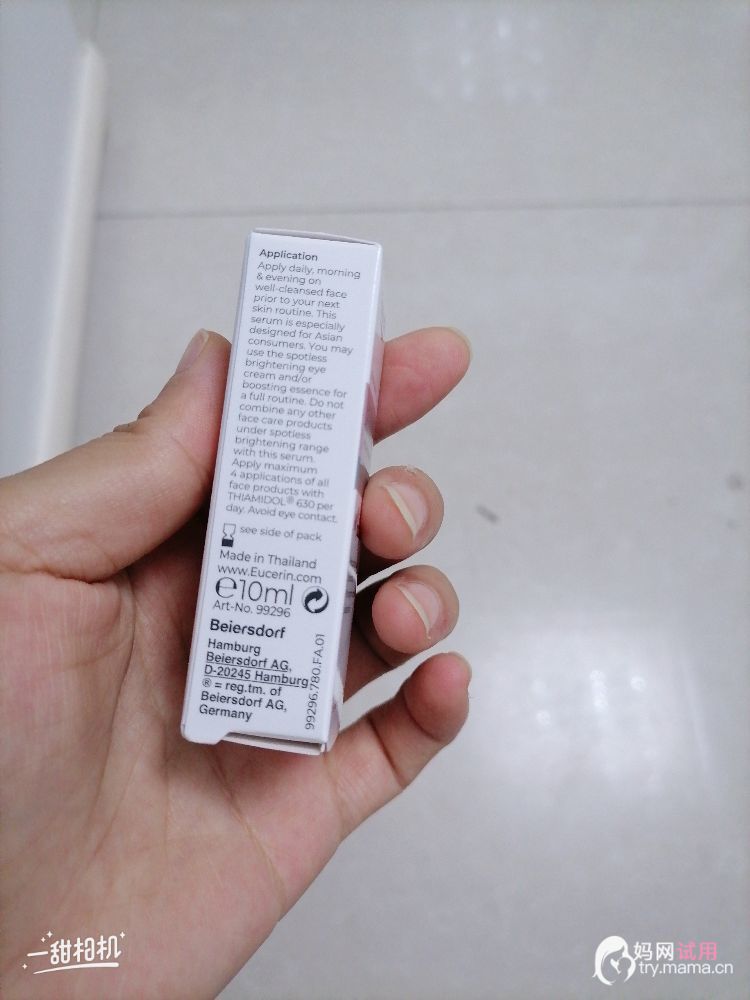 Application
Apply daily, morning
& evening on
well-cleansed face
prior to your next
skin routine. This
serum is especially
designed for Asian
consumers. You may
use the spotless
brightening eye
cream and/or
boosting essence for
a full routine. Do not
combine any other
face care products
under spotless
brightening range
with this serum.
Apply maximum
4 applications of all
face products with
THIAMIDOL® 630 per
day. Avoid eye contact.
see side of pack
Made in Thailand
www.Eucerin.com
℮10ml
Art-No. 99296
Beiersdorf
Hamburg
Beiersdorf AG,
D-20245 Hamburg
® = reg.tm. of
Beiersdorf AG,
Germany
99296.780.FA.01
一甜相机
妈网试用
try.mama.cn